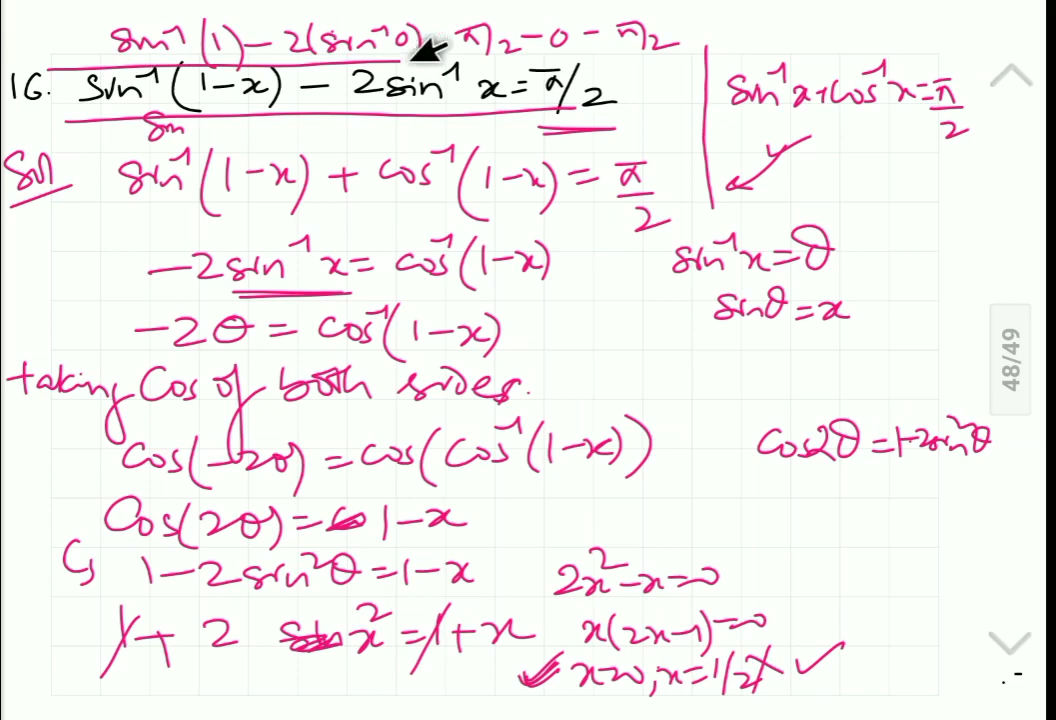 sin⁻¹(1)-2(sin⁻¹0) π/2-0-π/2
16. Sin⁻¹(1-x) - 2sin⁻¹ x=π/2
Sin⁻¹x+cos⁻¹x=π/2
Sin
Sol sin⁻¹(1-x) + cos⁻¹(1-x) = π/2
-2sin⁻¹x = cos⁻¹(1-x)
sin⁻¹x=θ
sinθ=x
-2θ = cos⁻¹(1-x)
taking Cos of both sides.
cos(-2θ) = cos(cos⁻¹(1-x))
cos2θ=1-2sin²θ
Cos(2θ)= 1-x
1-2sin²θ=1-x
2x²-x=0
1+ 2 x²=1+x
x(2x-1)=0
x=0, x=1/2
48/49